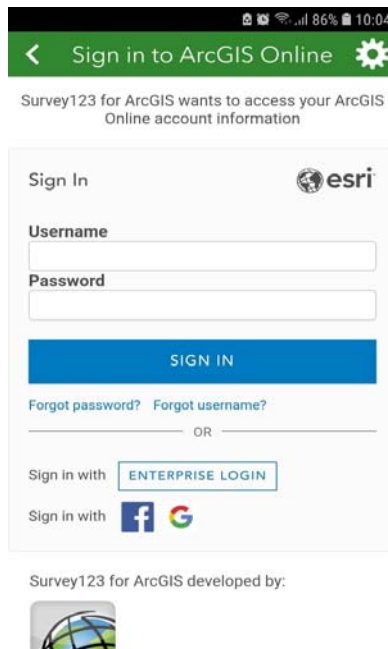 86% 10:04
Sign in to ArcGIS Online
Survey123 for ArcGIS wants to access your ArcGIS
Online account information
Sign In
esri
Username
Password
SIGN IN
Forgot password? Forgot username?
OR
Sign in with ENTERPRISE LOGIN
Sign in with f G
Survey123 for ArcGIS developed by: